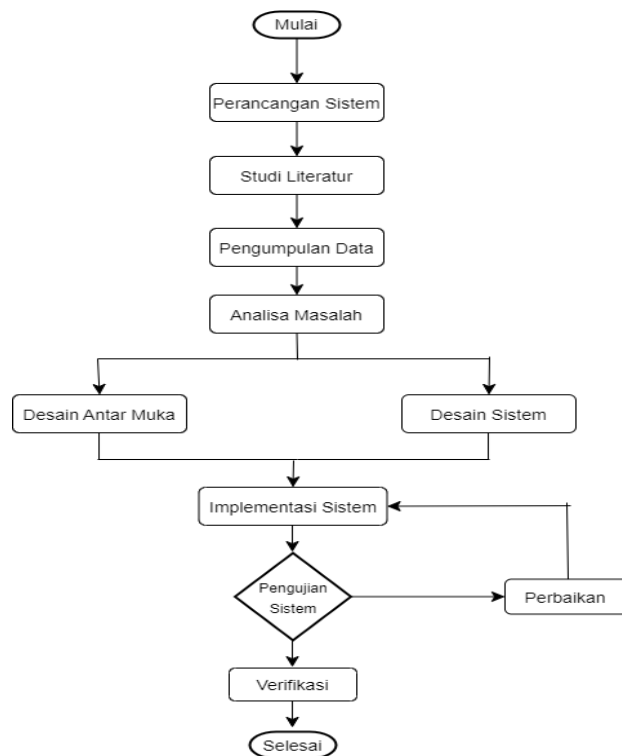 Mulai
Perancangan Sistem
Studi Literatur
Pengumpulan Data
Analisa Masalah
Desain Antar Muka
Desain Sistem
Implementasi Sistem
Pengujian
Sistem
Perbaikan
Verifikasi
Selesai